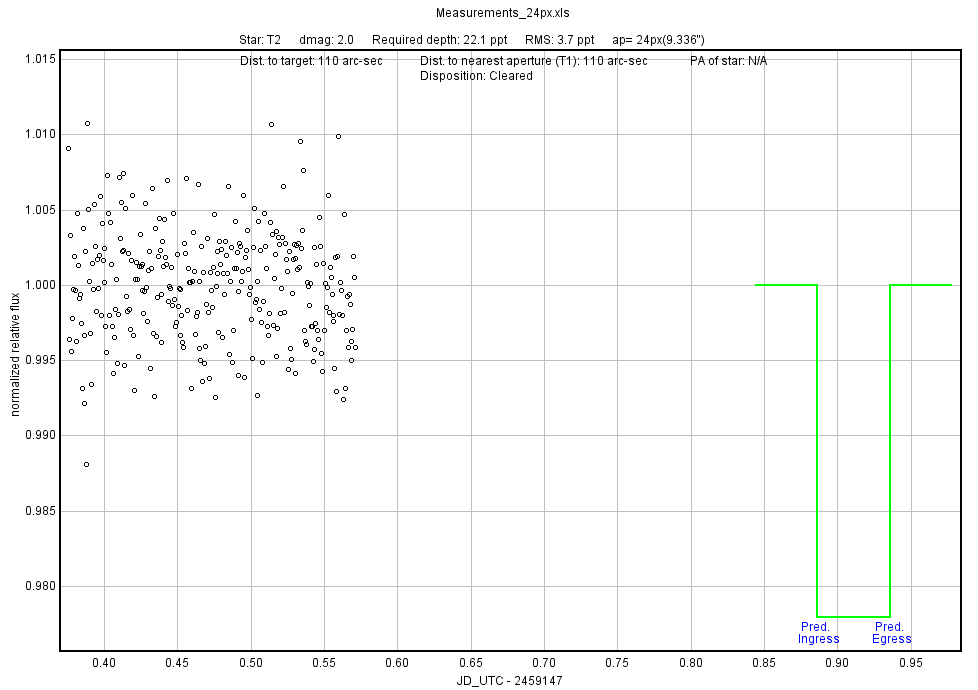 Measurements_24px.xls
Star: T2 dmag: 2.0 Required depth: 22.1 ppt RMS: 3.7 ppt ap= 24px(9.336")
Dist. to target: 110 arc-sec Dist. to nearest aperture (T1): 110 arc-sec PA of star: N/A
Disposition: Cleared
1.015
1.010
1.005
1.000
0.995
0.990
0.985
0.980
normalized relative flux
Pred. Pred.
Ingress Egress
0.40 0.45 0.50 0.55 0.60 0.65 0.70 0.75 0.80 0.85 0.90 0.95
JD_UTC - 2459147